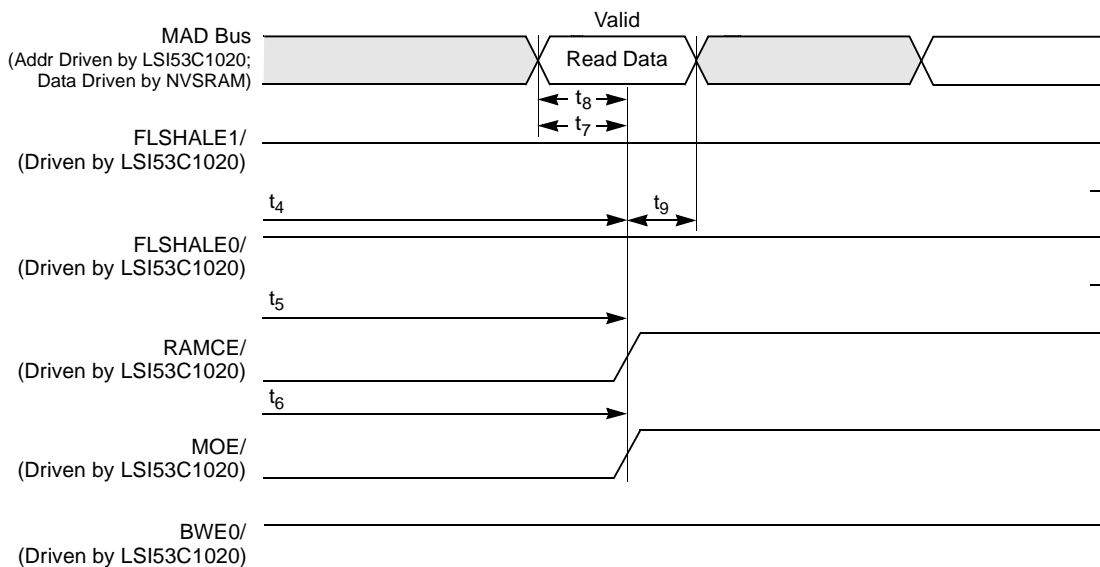 Valid
MAD Bus
(Addr Driven by LSI53C1020;
Data Driven by NVSRAM)
Read Data
t8
t7
FLSHALE1/
(Driven by LSI53C1020)
t4
t9
FLSHALE0/
(Driven by LSI53C1020)
t5
RAMCE/
(Driven by LSI53C1020)
t6
MOE/
(Driven by LSI53C1020)
BWE0/
(Driven by LSI53C1020)